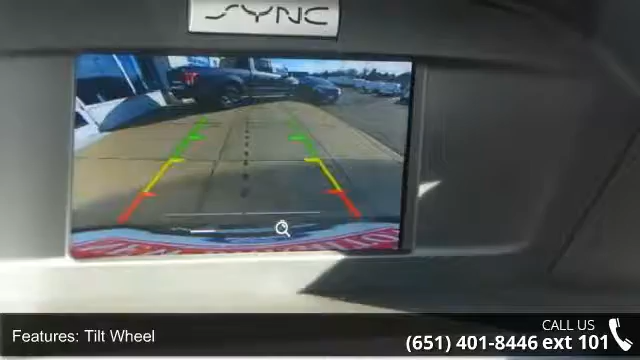 SYNC
CALL US
Features: Tilt Wheel
(651) 401-8446 ext 101